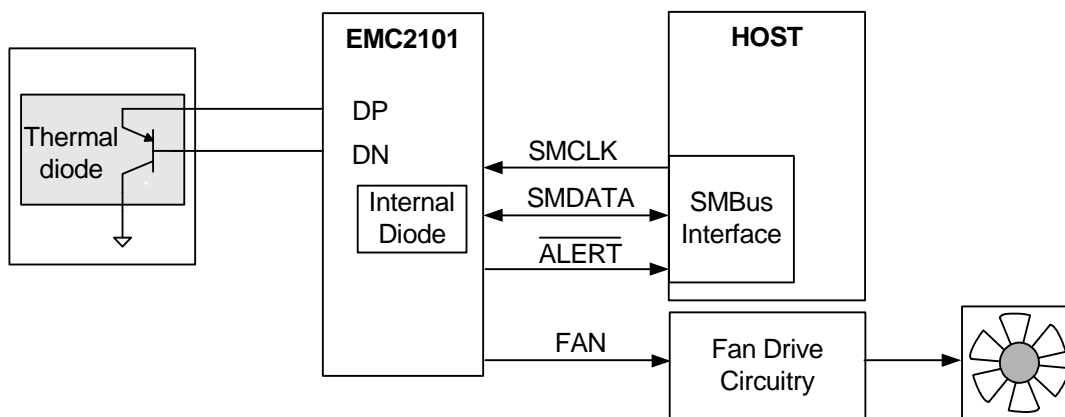 EMC2101
HOST
DP
Thermal
diode
DN
SMCLK
Internal
Diode
SMDATA
SMBus
Interface
ALERT
FAN
Fan Drive
Circuitry